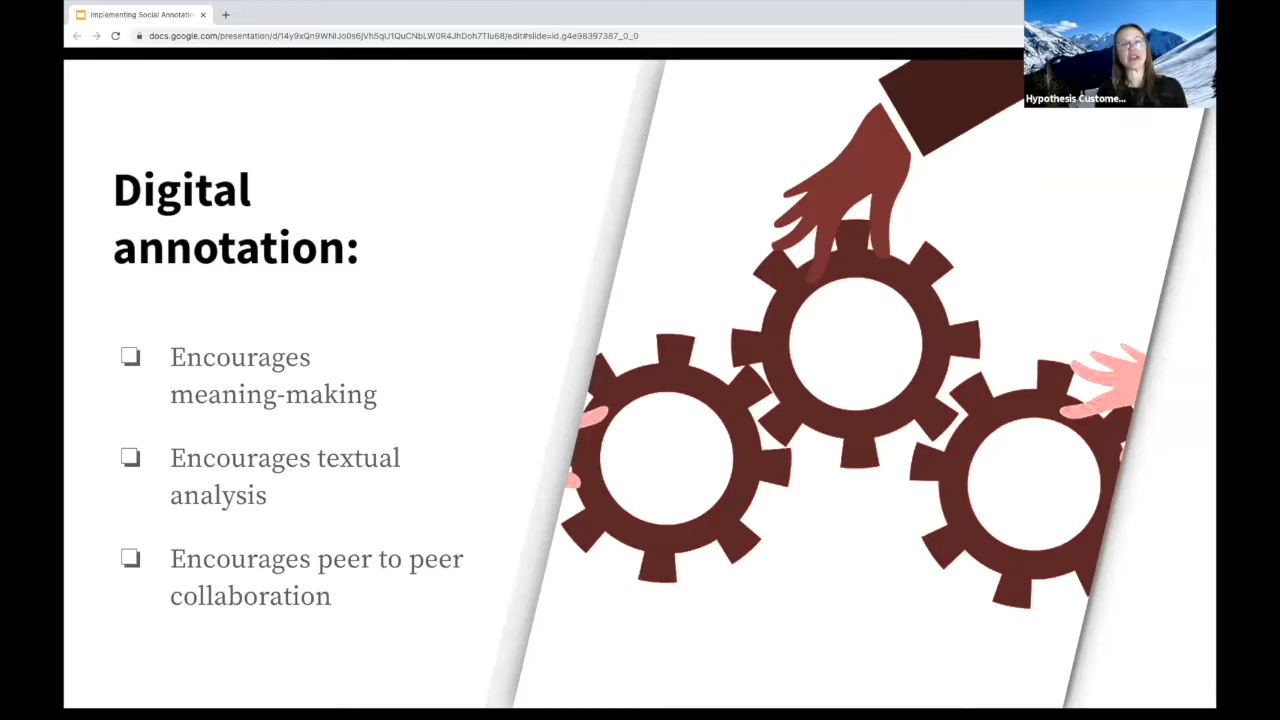 Implementing Social Annotation
docs.google.com/presentation/d/14y9xQn9WNlJo0s6jVhSqU1QuCNbLW0R4JhDoh7Tlu68/edit#slide=id.g4e98397387_0_0
Hypothesis Custome...
Digital
annotation:
Encourages
meaning-making
Encourages textual
analysis
Encourages peer to peer
collaboration